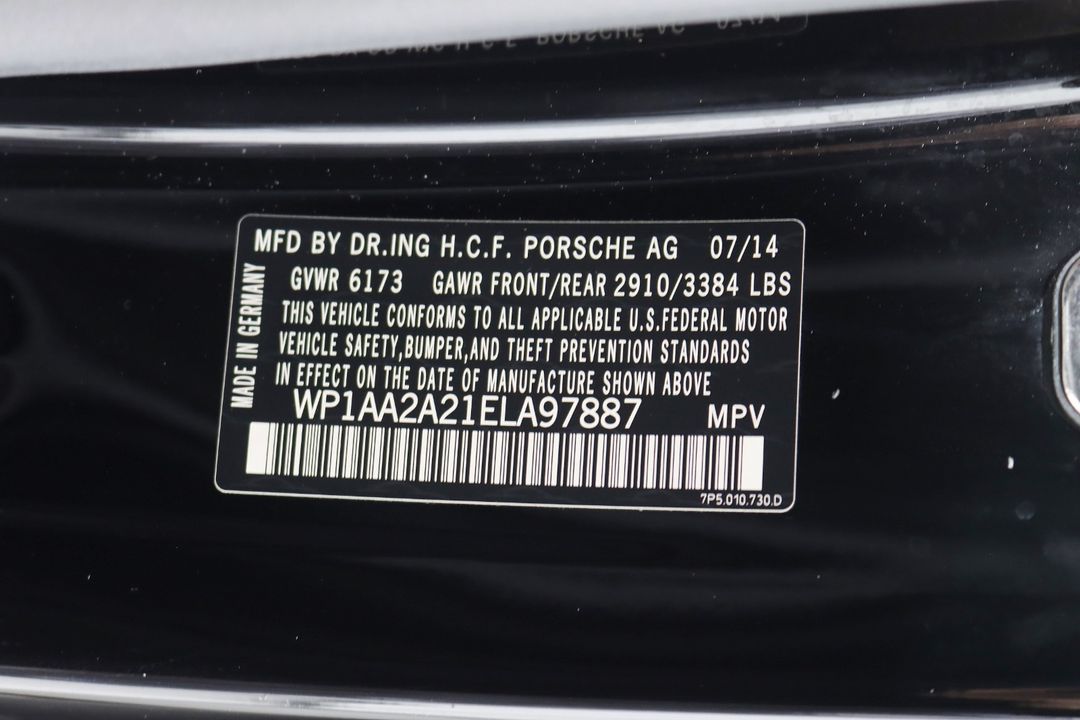 MFD BY DR.ING H.C.F. PORSCHE AG 07/14
GVWR 6173 GAWR FRONT/REAR 2910/3384 LBS
THIS VEHICLE CONFORMS TO ALL APPLICABLE U.S.FEDERAL MOTOR
VEHICLE SAFETY,BUMPER,AND THEFT PREVENTION STANDARDS
IN EFFECT ON THE DATE OF MANUFACTURE SHOWN ABOVE
WP1AA2A21ELA97887 MPV
7P5.010.730.D
MADE IN GERMANY